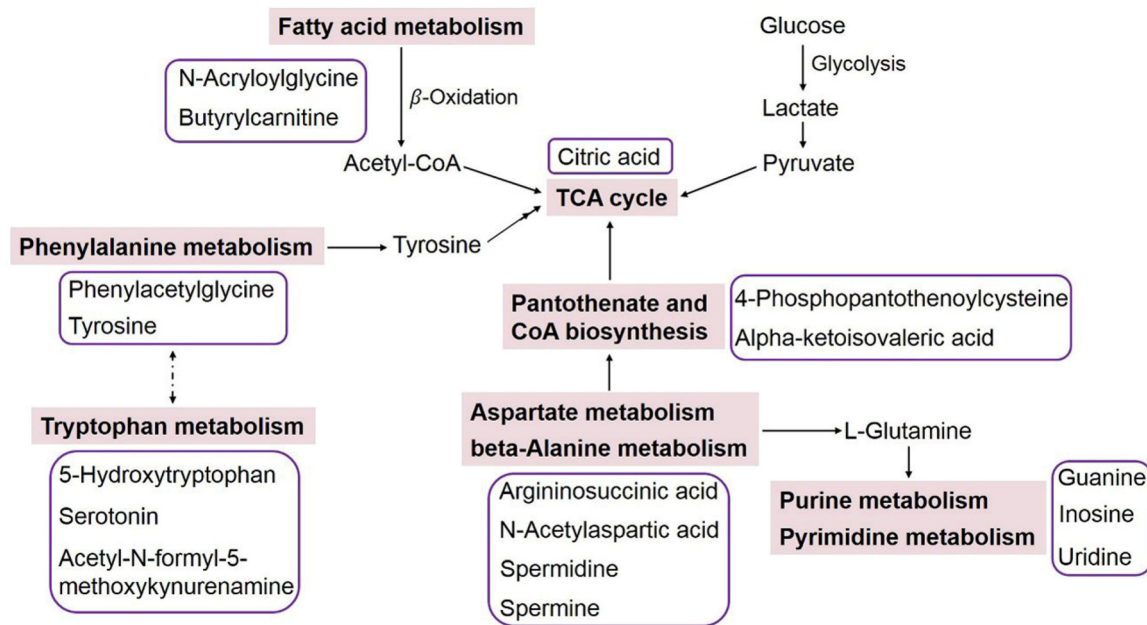 Fatty acid metabolism
N-Acryloylglycine
Butyrylcarnitine
β-Oxidation
Acetyl-CoA
Glucose
Glycolysis
Lactate
Pyruvate
Citric acid
TCA cycle
Phenylalanine metabolism
Tyrosine
Phenylacetylglycine
Tyrosine
Pantothenate and
CoA biosynthesis
4-Phosphopantothenoylcysteine
Alpha-ketoisovaleric acid
Tryptophan metabolism
5-Hydroxytryptophan
Serotonin
Acetyl-N-formyl-5-
methoxykynurenamine
Aspartate metabolism
beta-Alanine metabolism
L-Glutamine
Argininosuccinic acid
N-Acetylaspartic acid
Spermidine
Spermine
Purine metabolism
Pyrimidine metabolism
Guanine
Inosine
Uridine